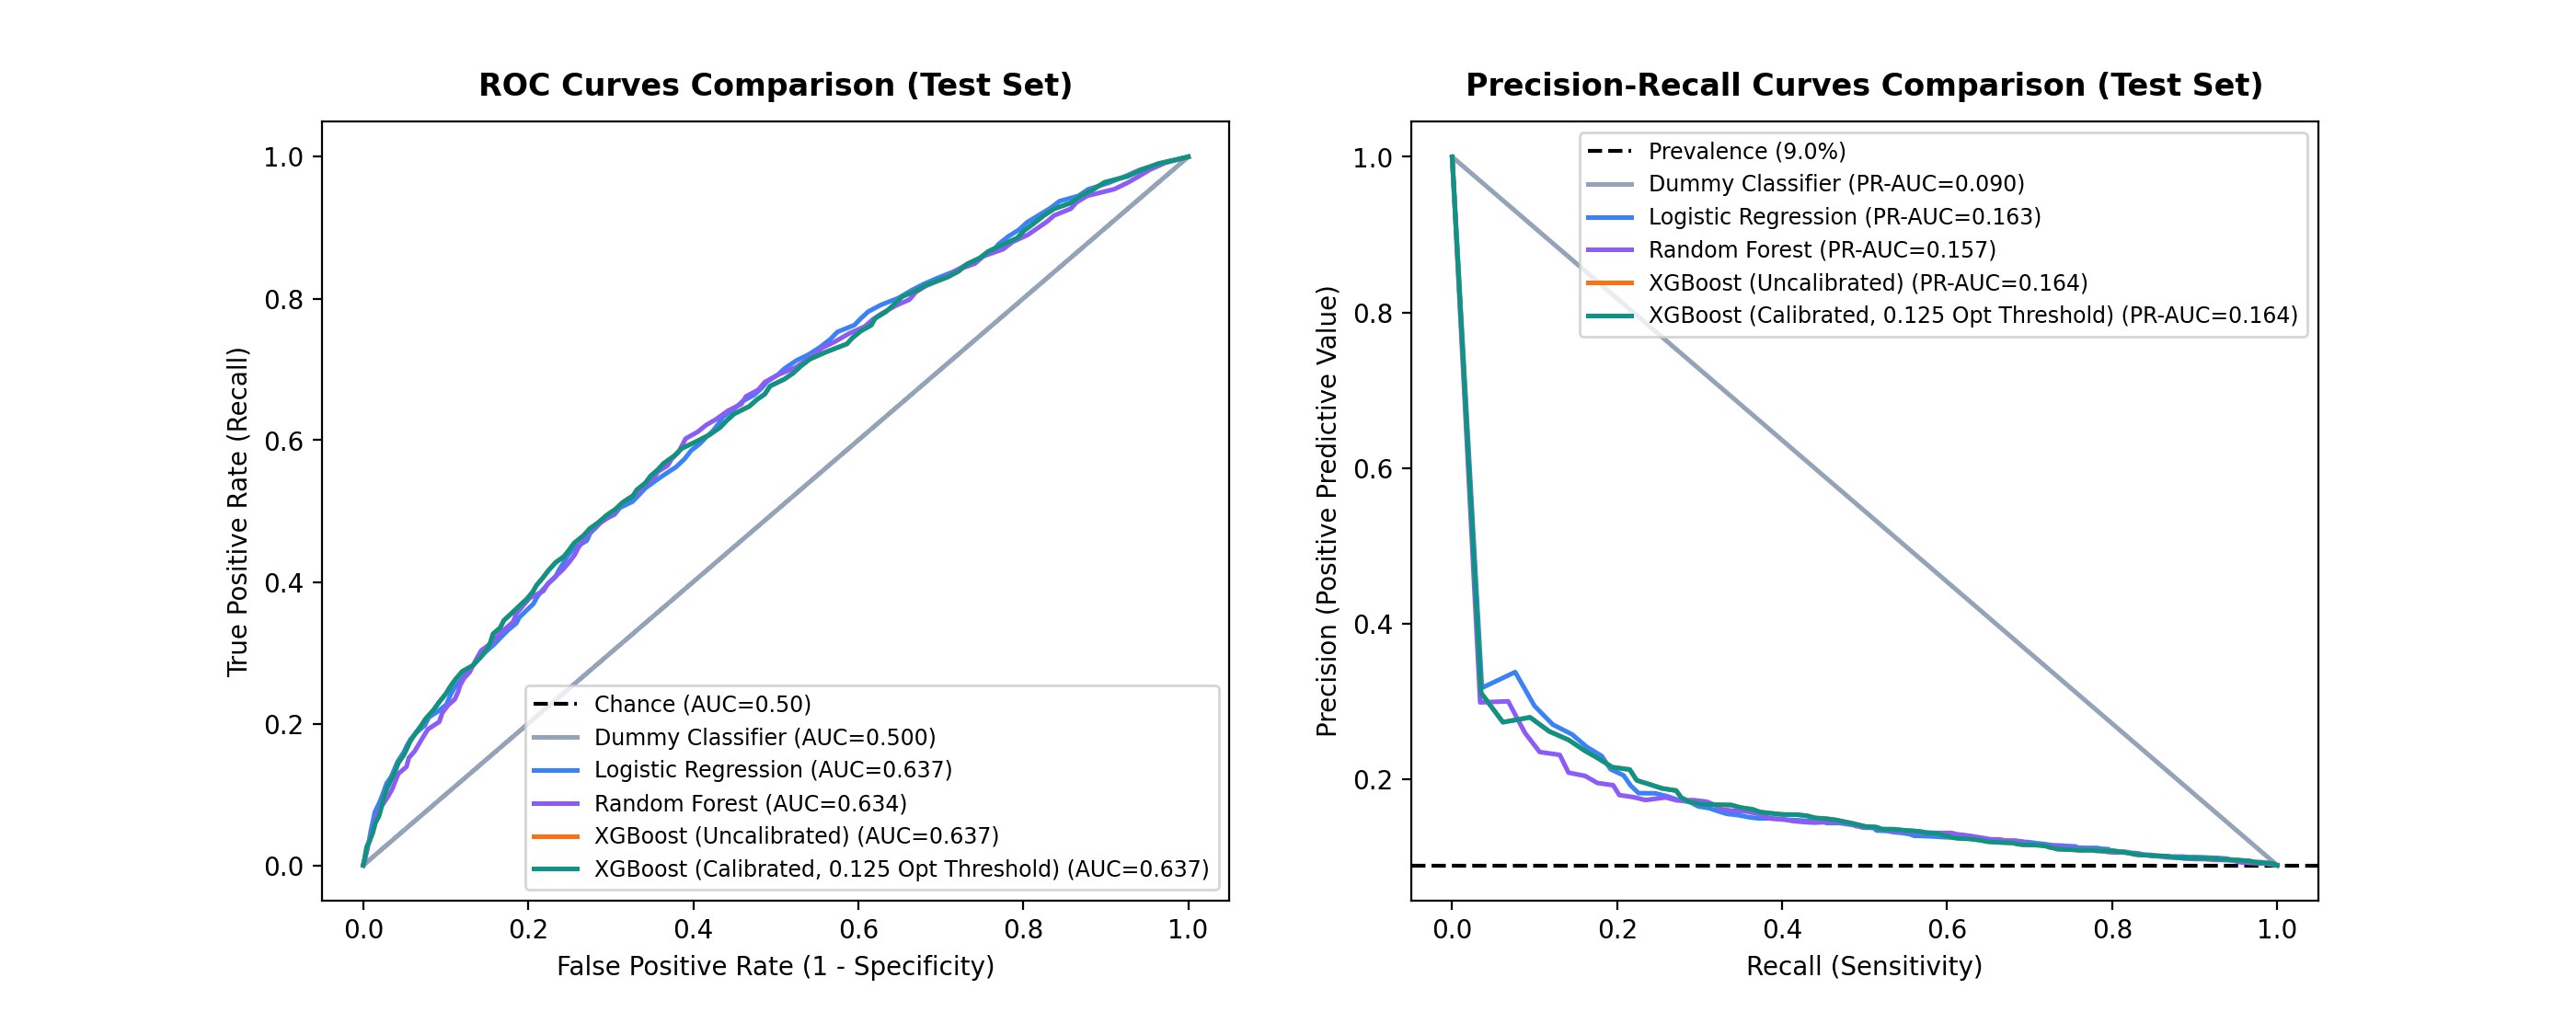 ROC Curves Comparison (Test Set)
True Positive Rate (Recall)
1.0
0.8
0.6
0.4
0.2
0.0
Chance (AUC=0.50)
Dummy Classifier (AUC=0.500)
Logistic Regression (AUC=0.637)
Random Forest (AUC=0.634)
XGBoost (Uncalibrated) (AUC=0.637)
XGBoost (Calibrated, 0.125 Opt Threshold) (AUC=0.637)
0.0 0.2 0.4 0.6 0.8 1.0
False Positive Rate (1 - Specificity)
Precision-Recall Curves Comparison (Test Set)
Precision (Positive Predictive Value)
1.0
0.8
0.6
0.4
0.2
Prevalence (9.0%)
Dummy Classifier (PR-AUC=0.090)
Logistic Regression (PR-AUC=0.163)
Random Forest (PR-AUC=0.157)
XGBoost (Uncalibrated) (PR-AUC=0.164)
XGBoost (Calibrated, 0.125 Opt Threshold) (PR-AUC=0.164)
0.0 0.2 0.4 0.6 0.8 1.0
Recall (Sensitivity)